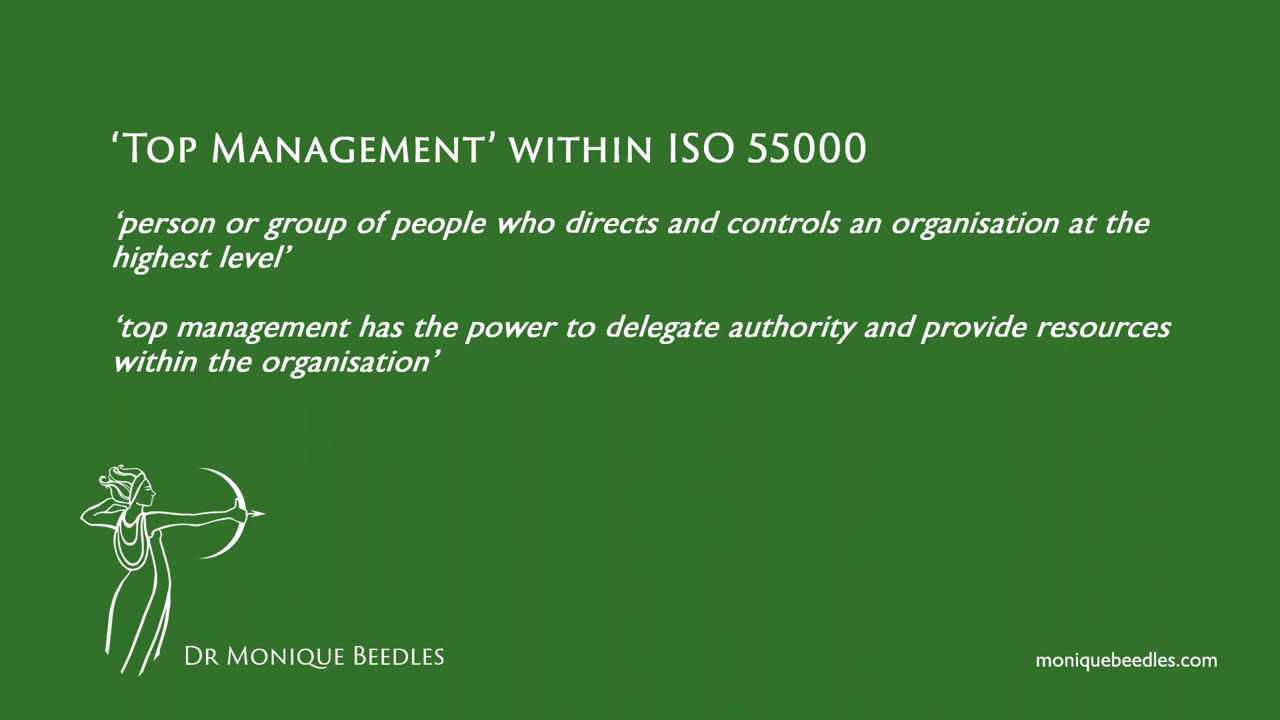 ‘Top Management’ within ISO 55000
‘person or group of people who directs and controls an organisation at the
highest level’
‘top management has the power to delegate authority and provide resources
within the organisation’
Dr Monique Beedles
moniquebeedles.com